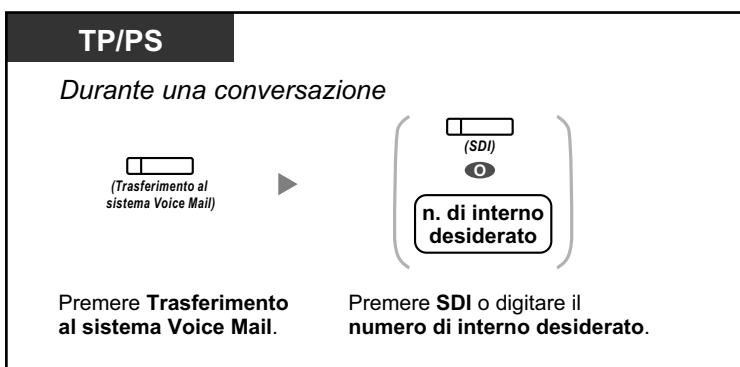 TP/PS
Durante una conversazione
(Trasferimento al
sistema Voice Mail)
(SDI)
O
n. di interno
desiderato
Premere Trasferimento
al sistema Voice Mail.
Premere SDI o digitare il
numero di interno desiderato.